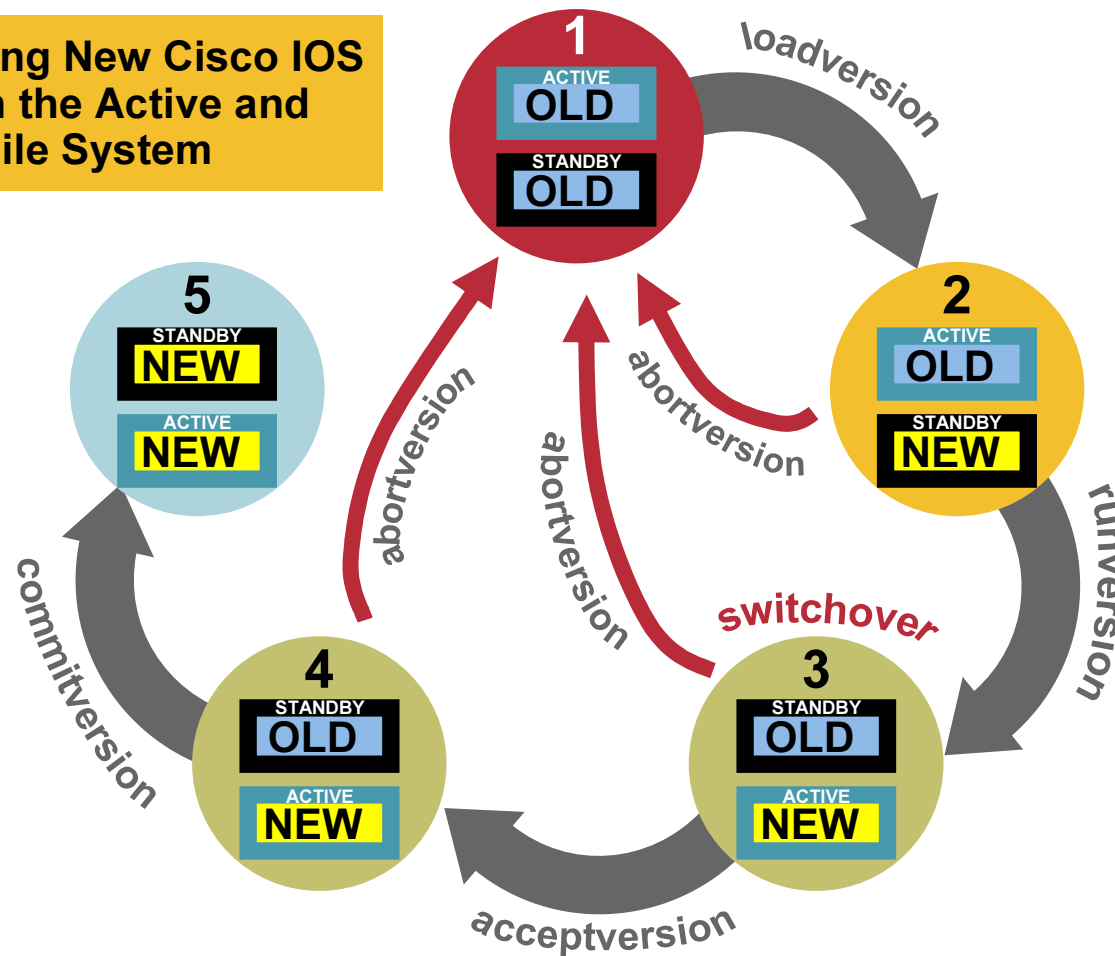 ng New Cisco IOS
the Active and
ile System
1
ACTIVE
OLD
STANDBY
OLD
loadversion
2
ACTIVE
OLD
STANDBY
NEW
runversion
switchover
3
STANDBY
OLD
ACTIVE
NEW
acceptversion
4
STANDBY
OLD
ACTIVE
NEW
commitversion
5
STANDBY
NEW
ACTIVE
NEW
abortversion
abortversion
abortversion